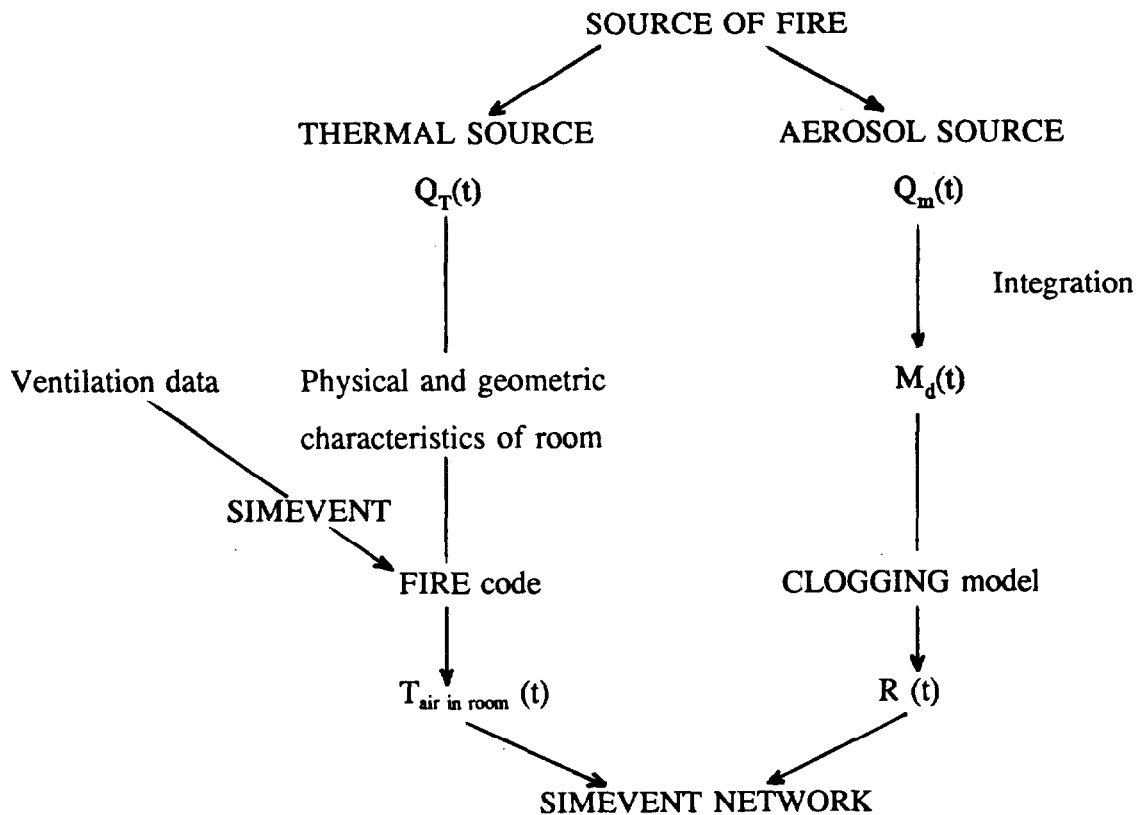 SOURCE OF FIRE
THERMAL SOURCE
AEROSOL SOURCE
Q_T(t)
Q_m(t)
Integration
Ventilation data
Physical and geometric
characteristics of room
M_d(t)
SIMEVENT
FIRE code
CLOGGING model
T_air in room (t)
R (t)
SIMEVENT NETWORK